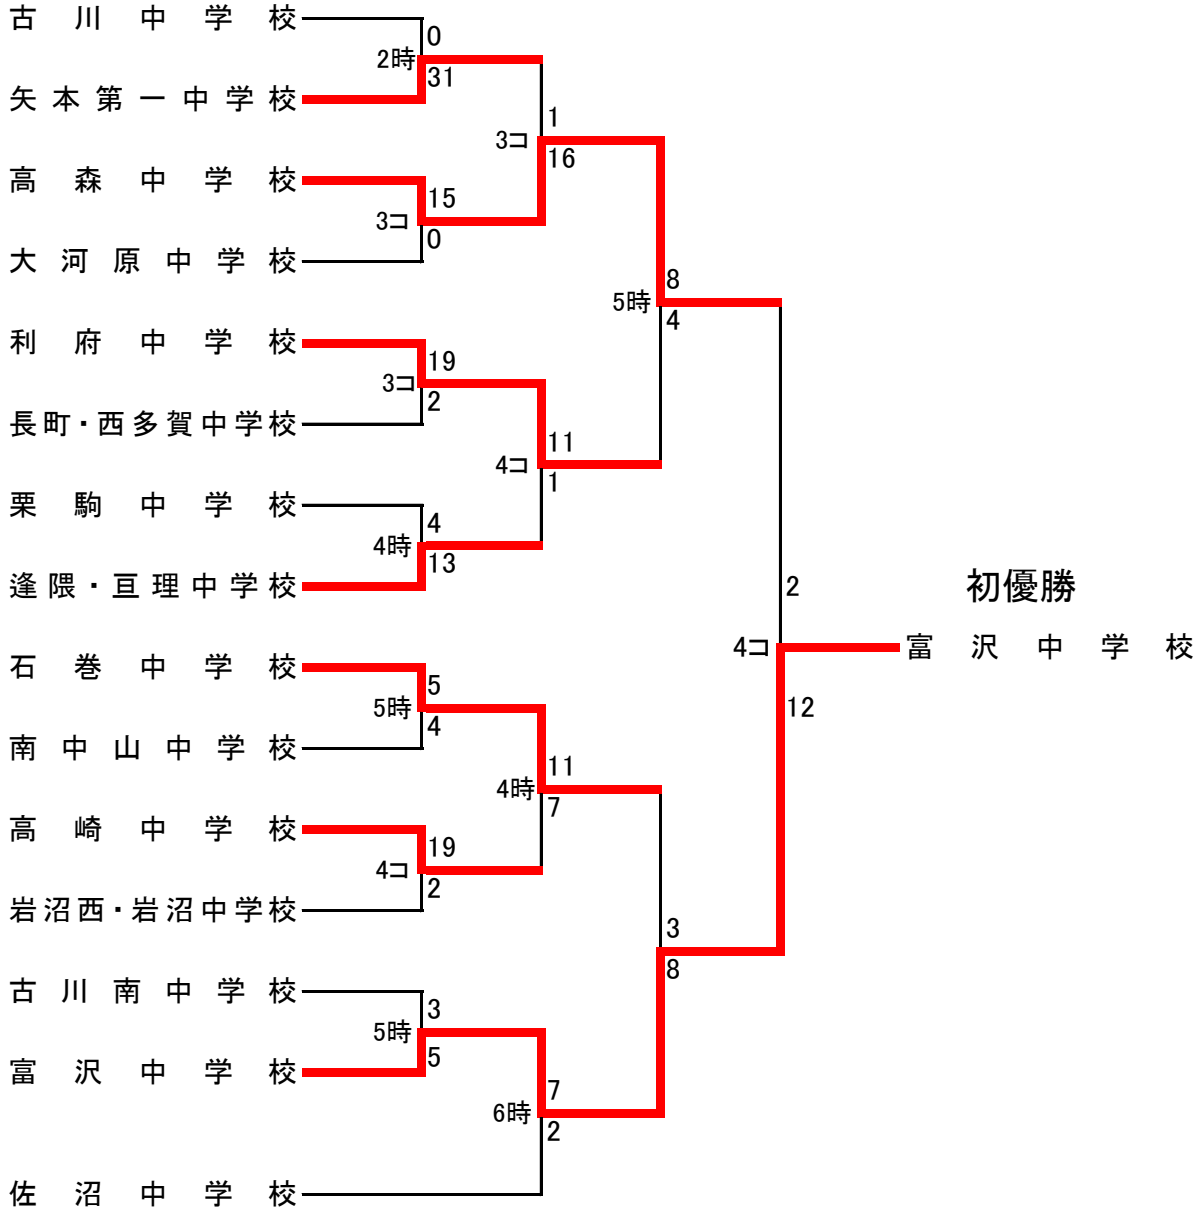 古川中学校
0
2時
31
矢本第一中学校
1
3コ
16
高森中学校
15
3コ
0
大河原中学校
8
5時
4
利府中学校
19
3コ
2
長町・西多賀中学校
11
4コ
1
栗駒中学校
4
4時
13
逢隈・亘理中学校
2
初優勝
4コ
富沢中学校
12
石巻中学校
5
5時
4
南中山中学校
11
4時
7
高崎中学校
19
4コ
2
岩沼西・岩沼中学校
3
8
古川南中学校
3
5時
5
富沢中学校
7
6時
2
佐沼中学校